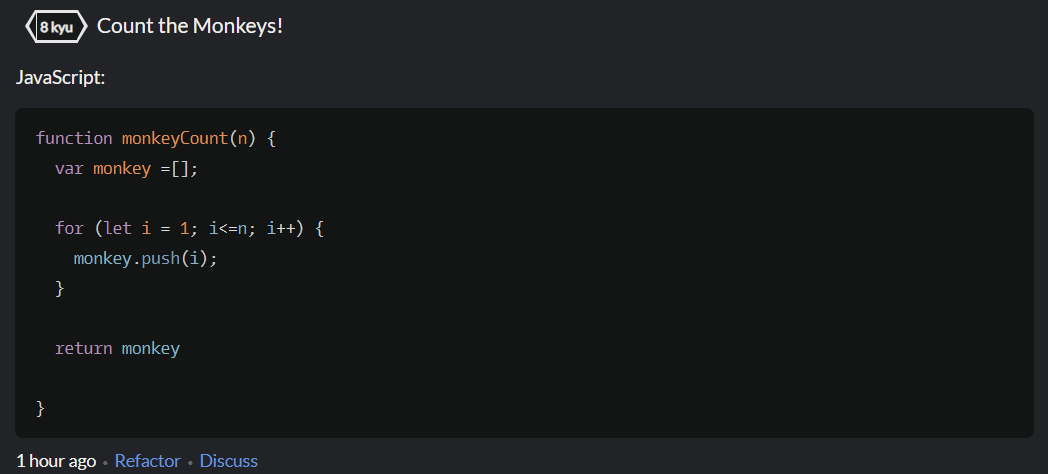 8 kyu Count the Monkeys!
JavaScript:
function monkeyCount(n) {
  var monkey =[];
  for (let i = 1; i<=n; i++) {
    monkey.push(i);
  }
  return monkey
}
1 hour ago • Refactor • Discuss